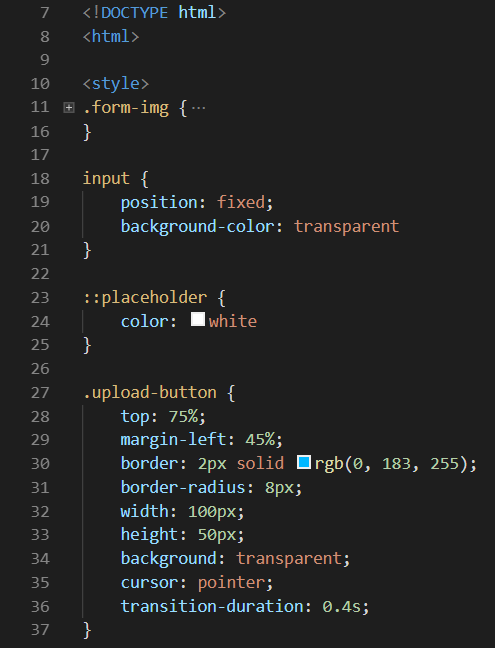 7 <!DOCTYPE html>
8 <html>
9
10 <style>
11 .form-img { ···
16 }
17
18 input {
19 position: fixed;
20 background-color: transparent
21 }
22
23 ::placeholder {
24 color: white
25 }
26
27 .upload-button {
28 top: 75%;
29 margin-left: 45%;
30 border: 2px solid rgb(0, 183, 255);
31 border-radius: 8px;
32 width: 100px;
33 height: 50px;
34 background: transparent;
35 cursor: pointer;
36 transition-duration: 0.4s;
37 }